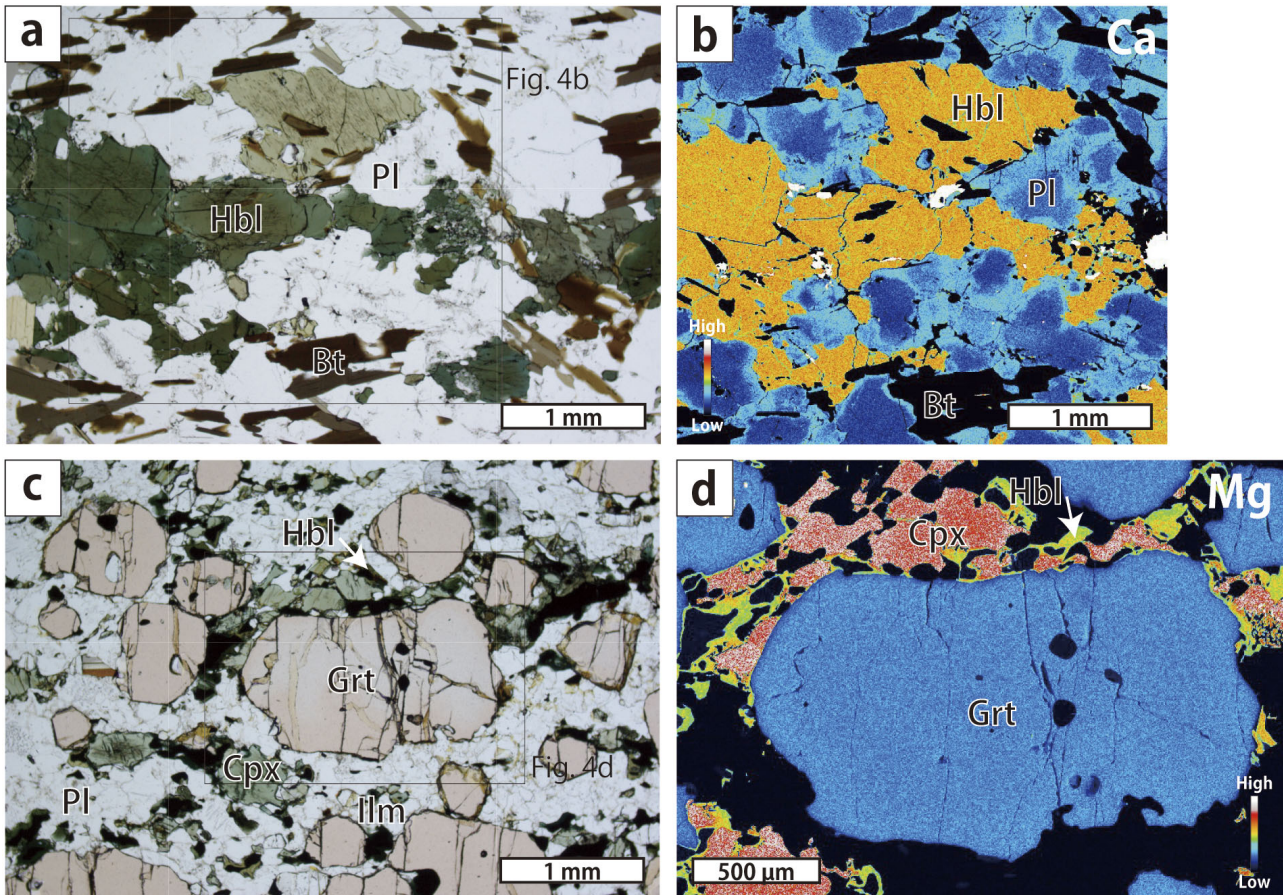 a
Fig. 4b
Pl
Hbl
Bt
1 mm
b
Ca
Hbl
Pl
High
Low
Bt
1 mm
c
Hbl
Grt
Cpx
Fig. 4d
Pl
Ilm
1 mm
d
Mg
Hbl
Cpx
Grt
High
Low
500 µm